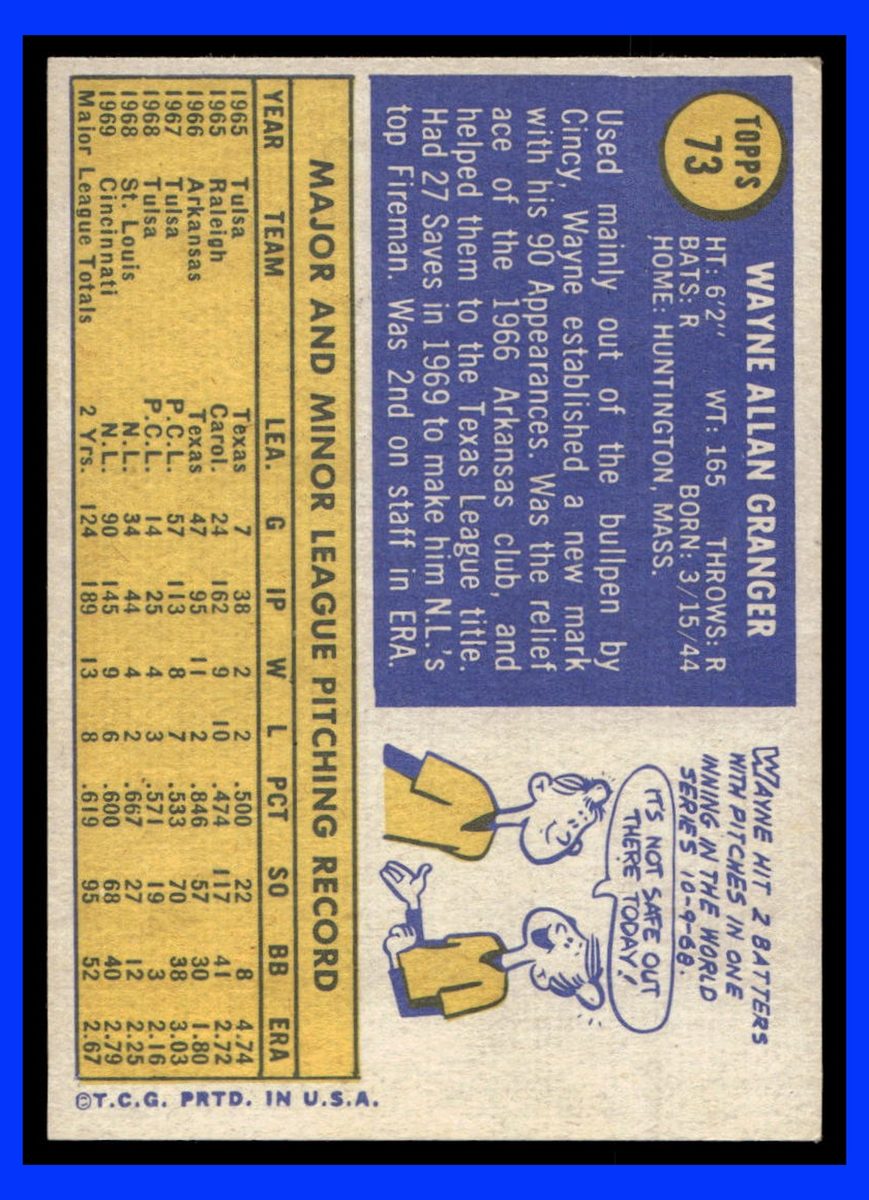 TOPPS
73
WAYNE ALLAN GRANGER
HT: 6'2" WT: 165 THROWS: R
BATS: R BORN: 3/15/44
HOME: HUNTINGTON, MASS.
Used mainly out of the bullpen by
Cincy, Wayne established a new mark
with his 90 Appearances. Was the relief
ace of the 1966 Arkansas club, and
helped them to the Texas League title.
Had 27 Saves in 1969 to make him N.L.'s
top Fireman. Was 2nd on staff in ERA.
WAYNE HIT 2 BATTERS
WITH PITCHES IN ONE
INNING IN THE WORLD
SERIES 10-9-68.
IT'S NOT SAFE OUT
THERE TODAY!
MAJOR AND MINOR LEAGUE PITCHING RECORD
YEAR TEAM LEA. G IP W L PCT SO BB ERA
1965 Tulsa Texas 7 38 2 2 .500 22 8 4.74
1965 Raleigh Carol. 24 162 9 10 .474 117 41 2.72
1966 Arkansas Texas 47 95 11 2 .846 57 30 1.80
1967 Tulsa P.C.L. 57 113 8 7 .533 70 38 3.03
1968 Tulsa P.C.L. 14 25 4 3 .571 19 3 2.16
1968 St. Louis N.L. 34 44 4 2 .667 27 12 2.25
1969 Cincinnati N.L. 90 145 9 6 .600 68 40 2.79
Major League Totals 2 Yrs. 124 189 13 8 .619 95 52 2.67
©T.C.G. PRTD. IN U.S.A.